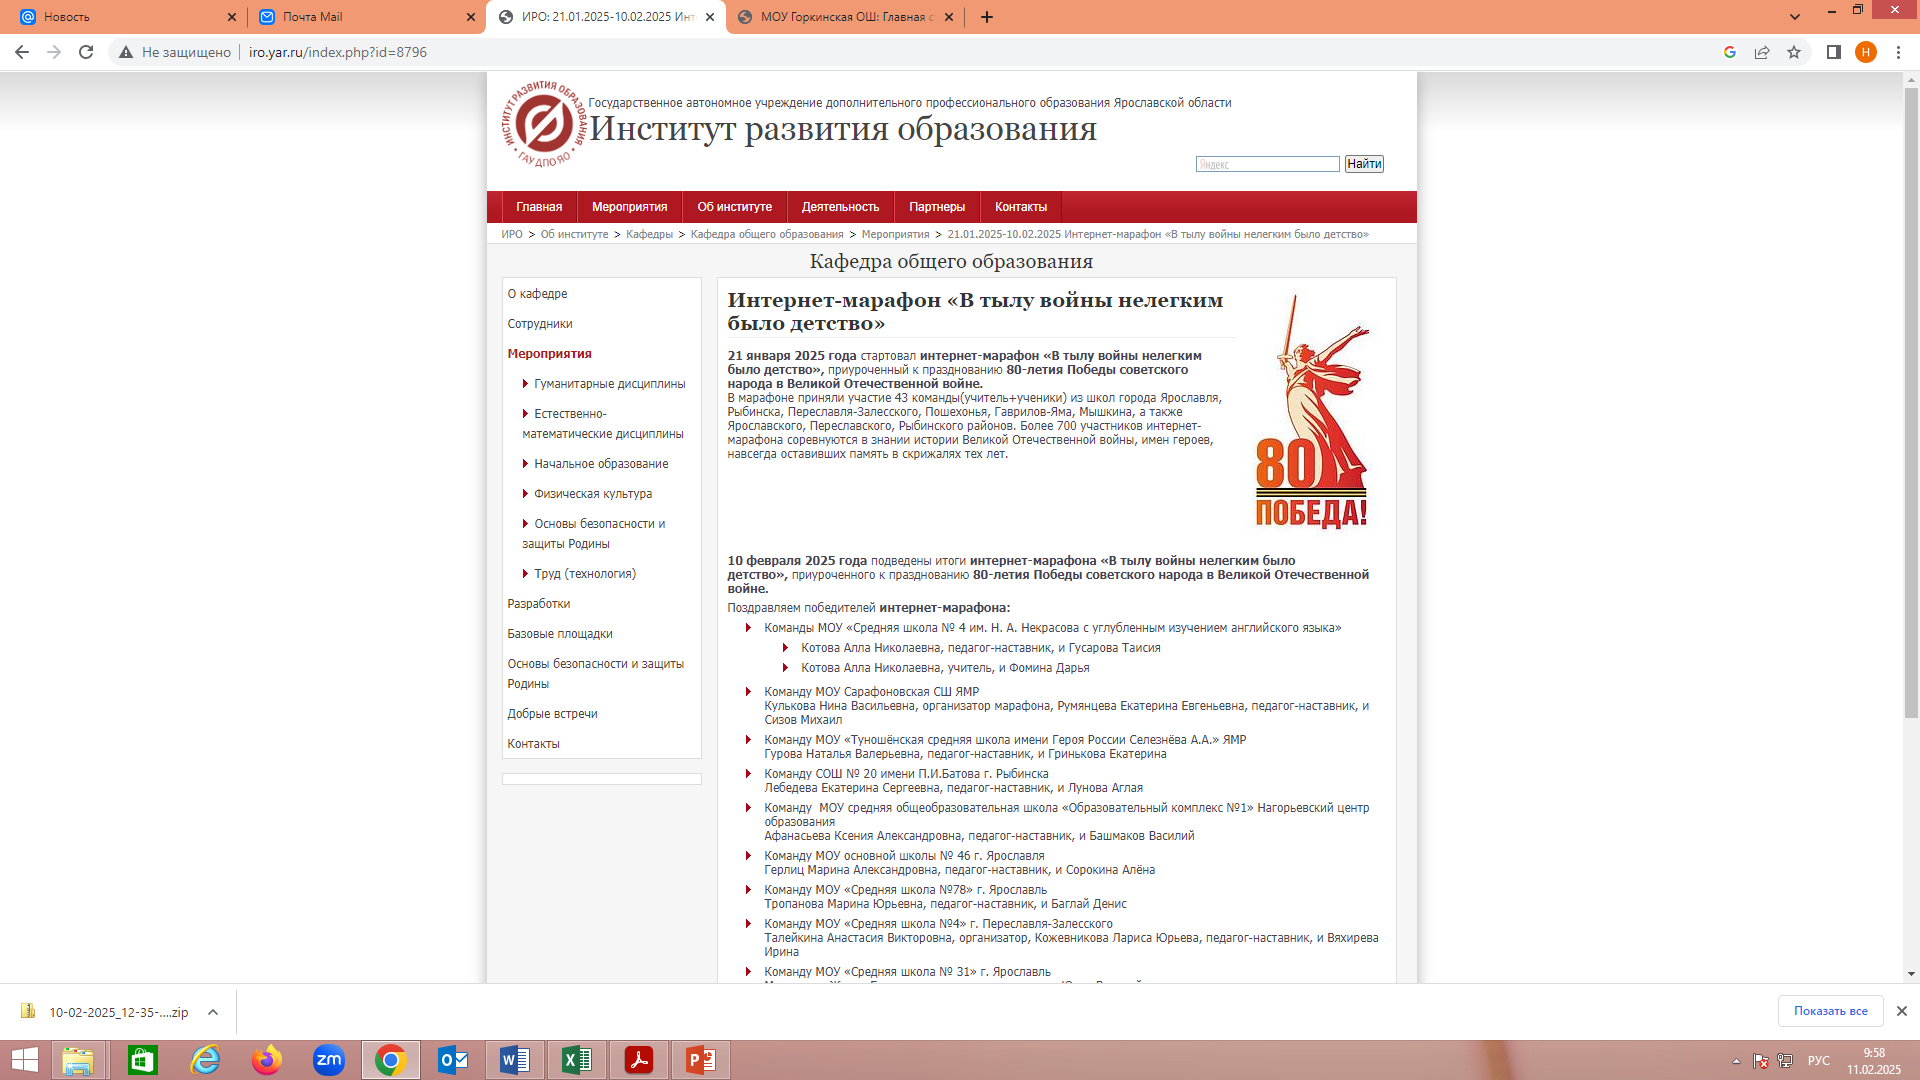 Новость
Почта Mail
ИРО: 21.01.2025-10.02.2025 Инт
МОУ Горкинская ОШ: Главная с
Не защищено
iro.yar.ru/index.php?id=8796
Н
ИНСТИТУТ РАЗВИТИЯ ОБРАЗОВАНИЯ
ГАУ ДПО ЯО
Государственное автономное учреждение дополнительного профессионального образования Ярославской области
Институт развития образования
Яндекс
Найти
Главная
Мероприятия
Об институте
Деятельность
Партнеры
Контакты
ИРО > Об институте > Кафедры > Кафедра общего образования > Мероприятия > 21.01.2025-10.02.2025 Интернет-марафон «В тылу войны нелегким было детство»
Кафедра общего образования
О кафедре
Сотрудники
Мероприятия
Гуманитарные дисциплины
Естественно-
математические дисциплины
Начальное образование
Физическая культура
Основы безопасности и
защиты Родины
Труд (технология)
Разработки
Базовые площадки
Основы безопасности и защиты
Родины
Добрые встречи
Контакты
Интернет-марафон «В тылу войны нелегким
было детство»
21 января 2025 года стартовал интернет-марафон «В тылу войны нелегким
было детство», приуроченный к празднованию 80-летия Победы советского
народа в Великой Отечественной войне.
В марафоне приняли участие 43 команды(учитель+ученики) из школ города Ярославля,
Рыбинска, Переславля-Залесского, Пошехонья, Гаврилов-Яма, Мышкина, а также
Ярославского, Переславского, Рыбинского районов. Более 700 участников интернет-
марафона соревнуются в знании истории Великой Отечественной войны, имен героев,
навсегда оставивших память в скрижалях тех лет.
80
ПОБЕДА!
10 февраля 2025 года подведены итоги интернет-марафона «В тылу войны нелегким было
детство», приуроченного к празднованию 80-летия Победы советского народа в Великой Отечественной
войне.
Поздравляем победителей интернет-марафона:
Команды МОУ «Средняя школа № 4 им. Н. А. Некрасова с углубленным изучением английского языка»
Котова Алла Николаевна, педагог-наставник, и Гусарова Таисия
Котова Алла Николаевна, учитель, и Фомина Дарья
Команду МОУ Сарафоновская СШ ЯМР
Кулькова Нина Васильевна, организатор марафона, Румянцева Екатерина Евгеньевна, педагог-наставник, и
Сизов Михаил
Команду МОУ «Туношёнская средняя школа имени Героя России Селезнёва А.А.» ЯМР
Гурова Наталья Валерьевна, педагог-наставник, и Гринькова Екатерина
Команду СОШ № 20 имени П.И.Батова г. Рыбинска
Лебедева Екатерина Сергеевна, педагог-наставник, и Лунова Аглая
Команду  МОУ средняя общеобразовательная школа «Образовательный комплекс №1» Нагорьевский центр
образования
Афанасьева Ксения Александровна, педагог-наставник, и Башмаков Василий
Команду МОУ основной школы № 46 г. Ярославля
Герлиц Марина Александровна, педагог-наставник, и Сорокина Алёна
Команду МОУ «Средняя школа №78» г. Ярославль
Тропанова Марина Юрьевна, педагог-наставник, и Баглай Денис
Команду МОУ «Средняя школа №4» г. Переславля-Залесского
Талейкина Анастасия Викторовна, организатор, Кожевникова Лариса Юрьева, педагог-наставник, и Вяхирева
Ирина
Команду МОУ «Средняя школа № 31» г. Ярославль
10-02-2025_12-35-....zip
Показать все
zm
РУС
9:58
11.02.2025